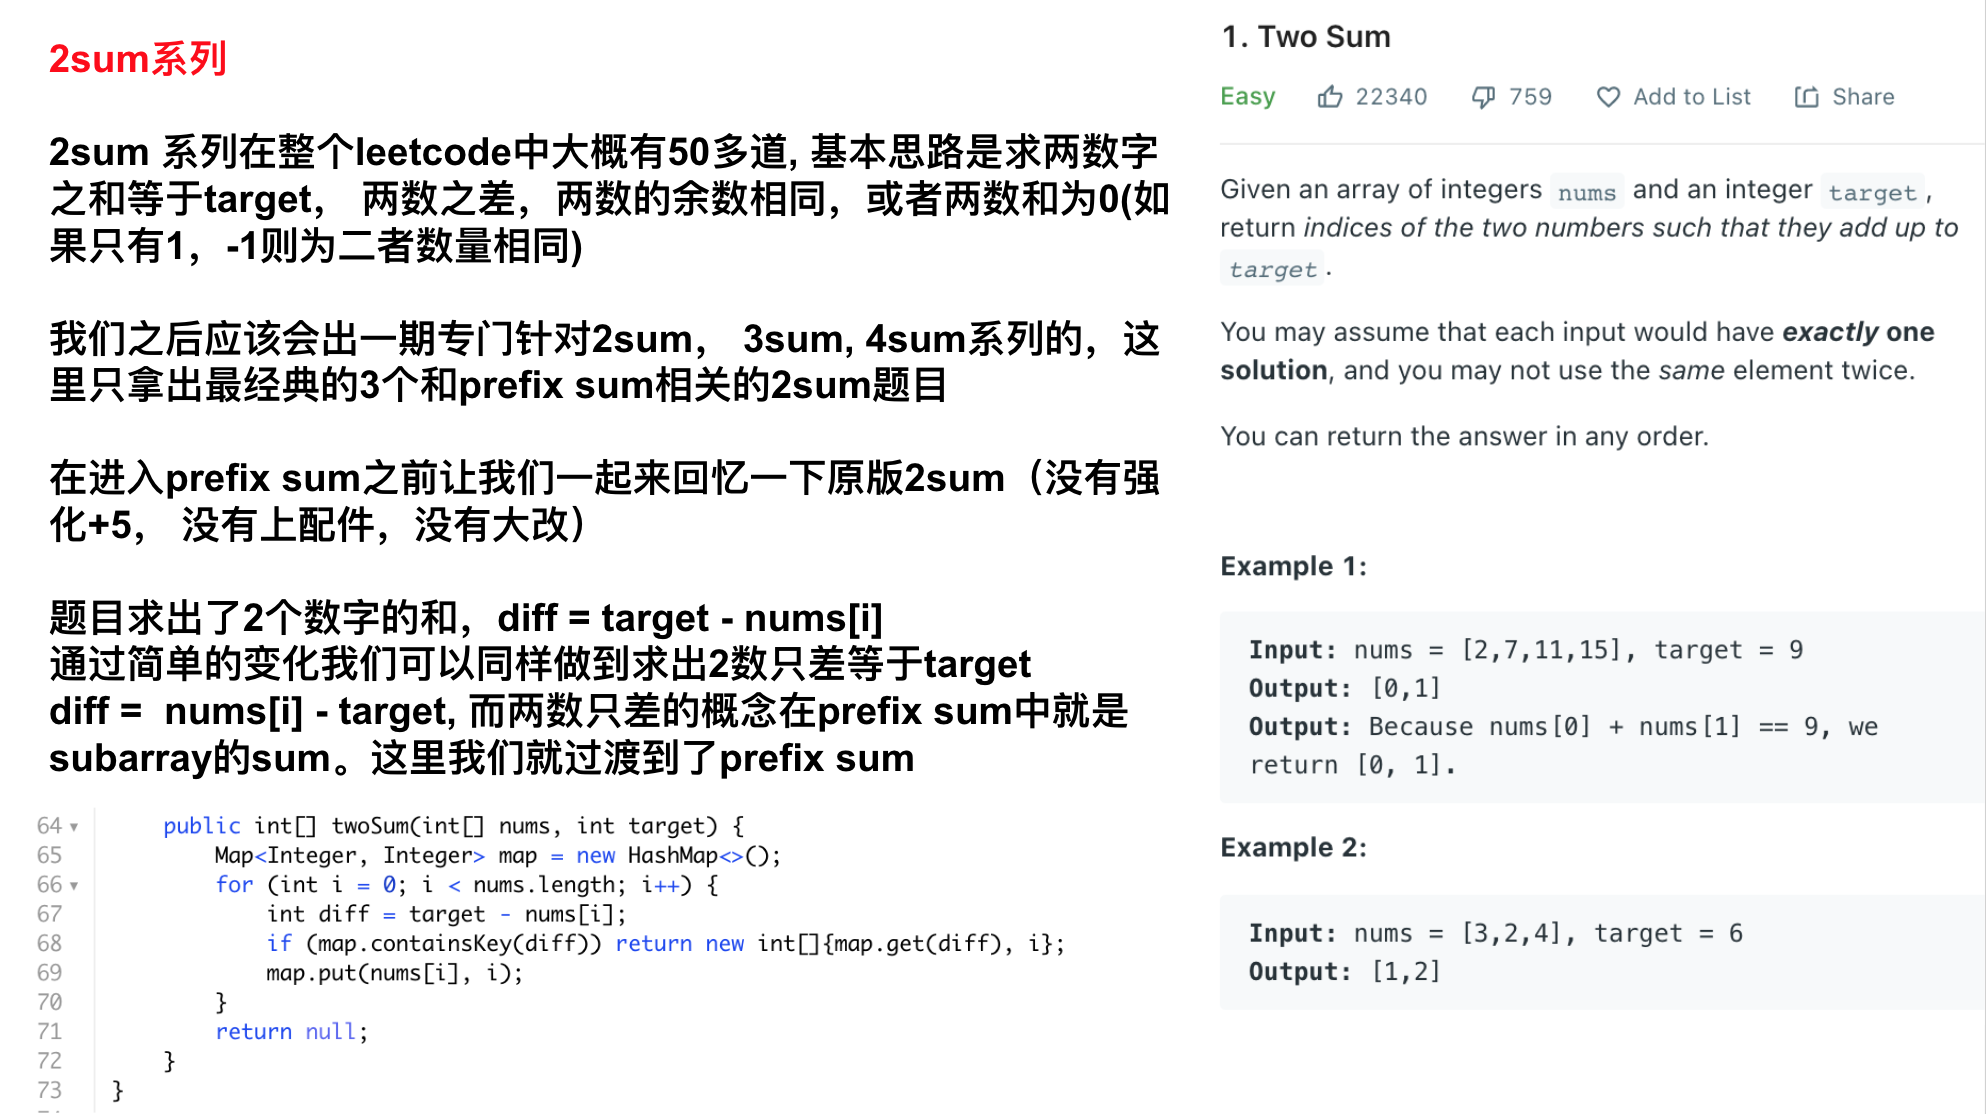 2sum系列
2sum 系列在整个leetcode中大概有50多道, 基本思路是求两数字
之和等于target， 两数之差，两数的余数相同，或者两数和为0(如
果只有1，-1则为二者数量相同)
我们之后应该会出一期专门针对2sum， 3sum, 4sum系列的，这
里只拿出最经典的3个和prefix sum相关的2sum题目
在进入prefix sum之前让我们一起来回忆一下原版2sum（没有强
化+5， 没有上配件，没有大改）
题目求出了2个数字的和，diff = target - nums[i]
通过简单的变化我们可以同样做到求出2数只差等于target
diff =  nums[i] - target, 而两数只差的概念在prefix sum中就是
subarray的sum。这里我们就过渡到了prefix sum
64 public int[] twoSum(int[] nums, int target) {
65 Map<Integer, Integer> map = new HashMap<>();
66 for (int i = 0; i < nums.length; i++) {
67 int diff = target - nums[i];
68 if (map.containsKey(diff)) return new int[]{map.get(diff), i};
69 map.put(nums[i], i);
70 }
71 return null;
72 }
73 }
1. Two Sum
Easy 22340 759 Add to List Share
Given an array of integers nums and an integer target,
return indices of the two numbers such that they add up to
target.
You may assume that each input would have exactly one
solution, and you may not use the same element twice.
You can return the answer in any order.
Example 1:
Input: nums = [2,7,11,15], target = 9
Output: [0,1]
Output: Because nums[0] + nums[1] == 9, we
return [0, 1].
Example 2:
Input: nums = [3,2,4], target = 6
Output: [1,2]